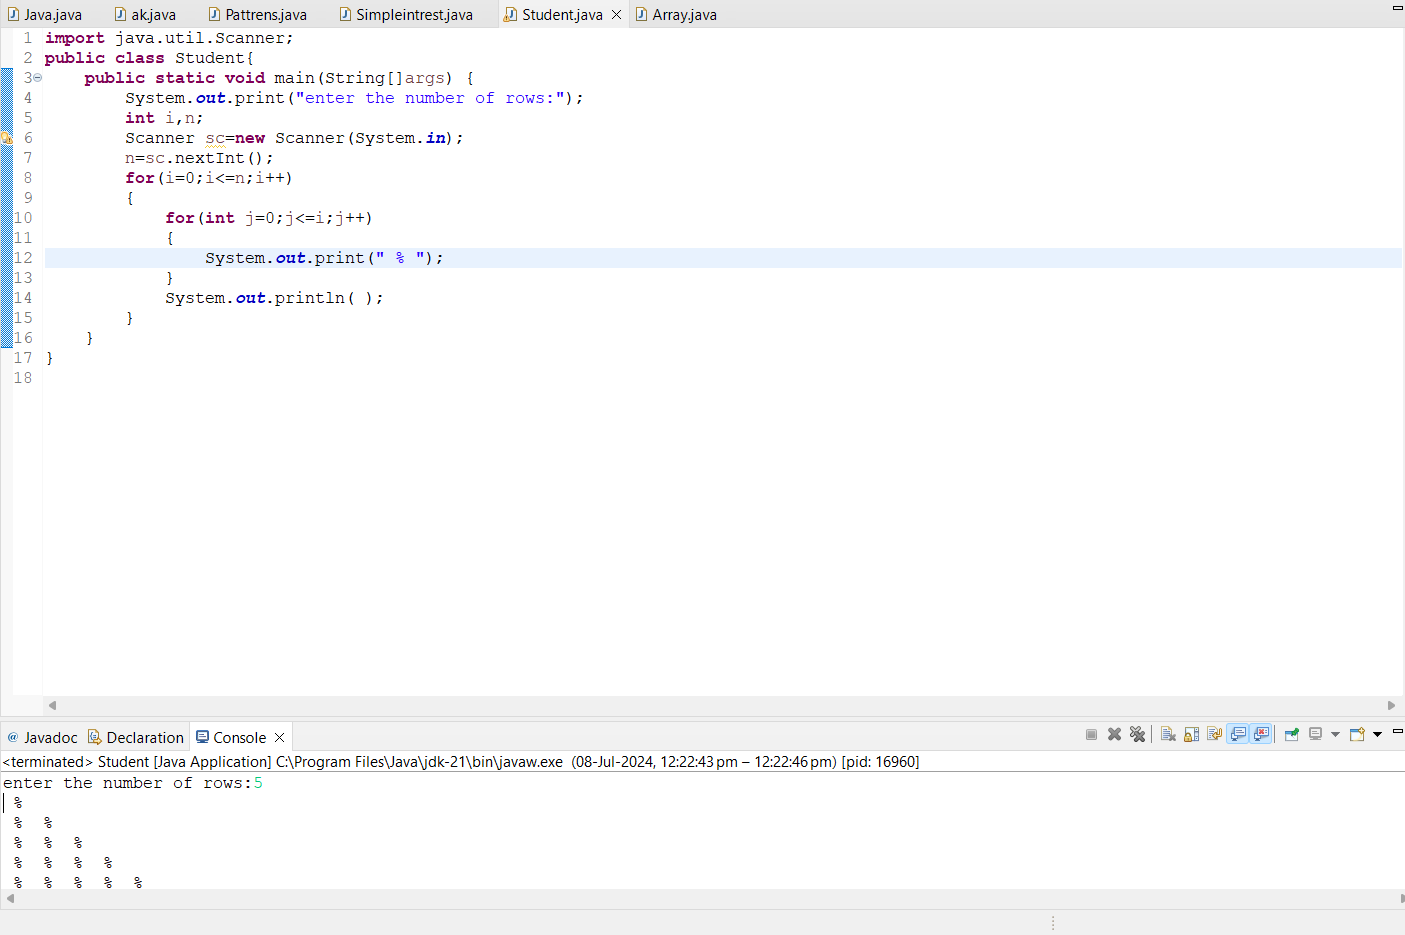 Java.java ak.java Pattrens.java Simpleintrest.java Student.java Array.java
1 import java.util.Scanner;
2 public class Student{
3 public static void main(String[]args) {
4 System.out.print("enter the number of rows:");
5 int i,n;
6 Scanner sc=new Scanner(System.in);
7 n=sc.nextInt();
8 for(i=0;i<=n;i++)
9 {
10 for(int j=0;j<=i;j++)
11 {
12 System.out.print(" % ");
13 }
14 System.out.println( );
15 }
16 }
17 }
18
@ Javadoc Declaration Console
<terminated> Student [Java Application] C:\Program Files\Java\jdk-21\bin\javaw.exe (08-Jul-2024, 12:22:43 pm – 12:22:46 pm) [pid: 16960]
enter the number of rows:5
%
% %
% % %
% % % %
% % % % %